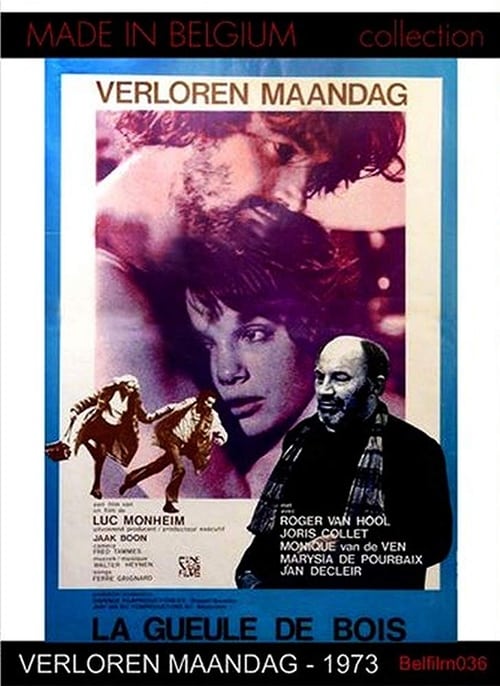 MADE IN BELGIUM collection
VERLOREN MAANDAG
een film van
un film de
LUC MONHEIM
uitvoerend producent / producteur exécutif
JAAK BOON
camera
FRED TAMMES
muziek / musique
WALTER HEYNEN
songs
FERRE GRIGNARD
met
avec
ROGER VAN HOOL
JORIS COLLET
MONIQUE van de VEN
MARYSIA DE POURBAIX
JAN DECLEIR
LA GUEULE DE BOIS
VERLOREN MAANDAG - 1973 Belfilm036